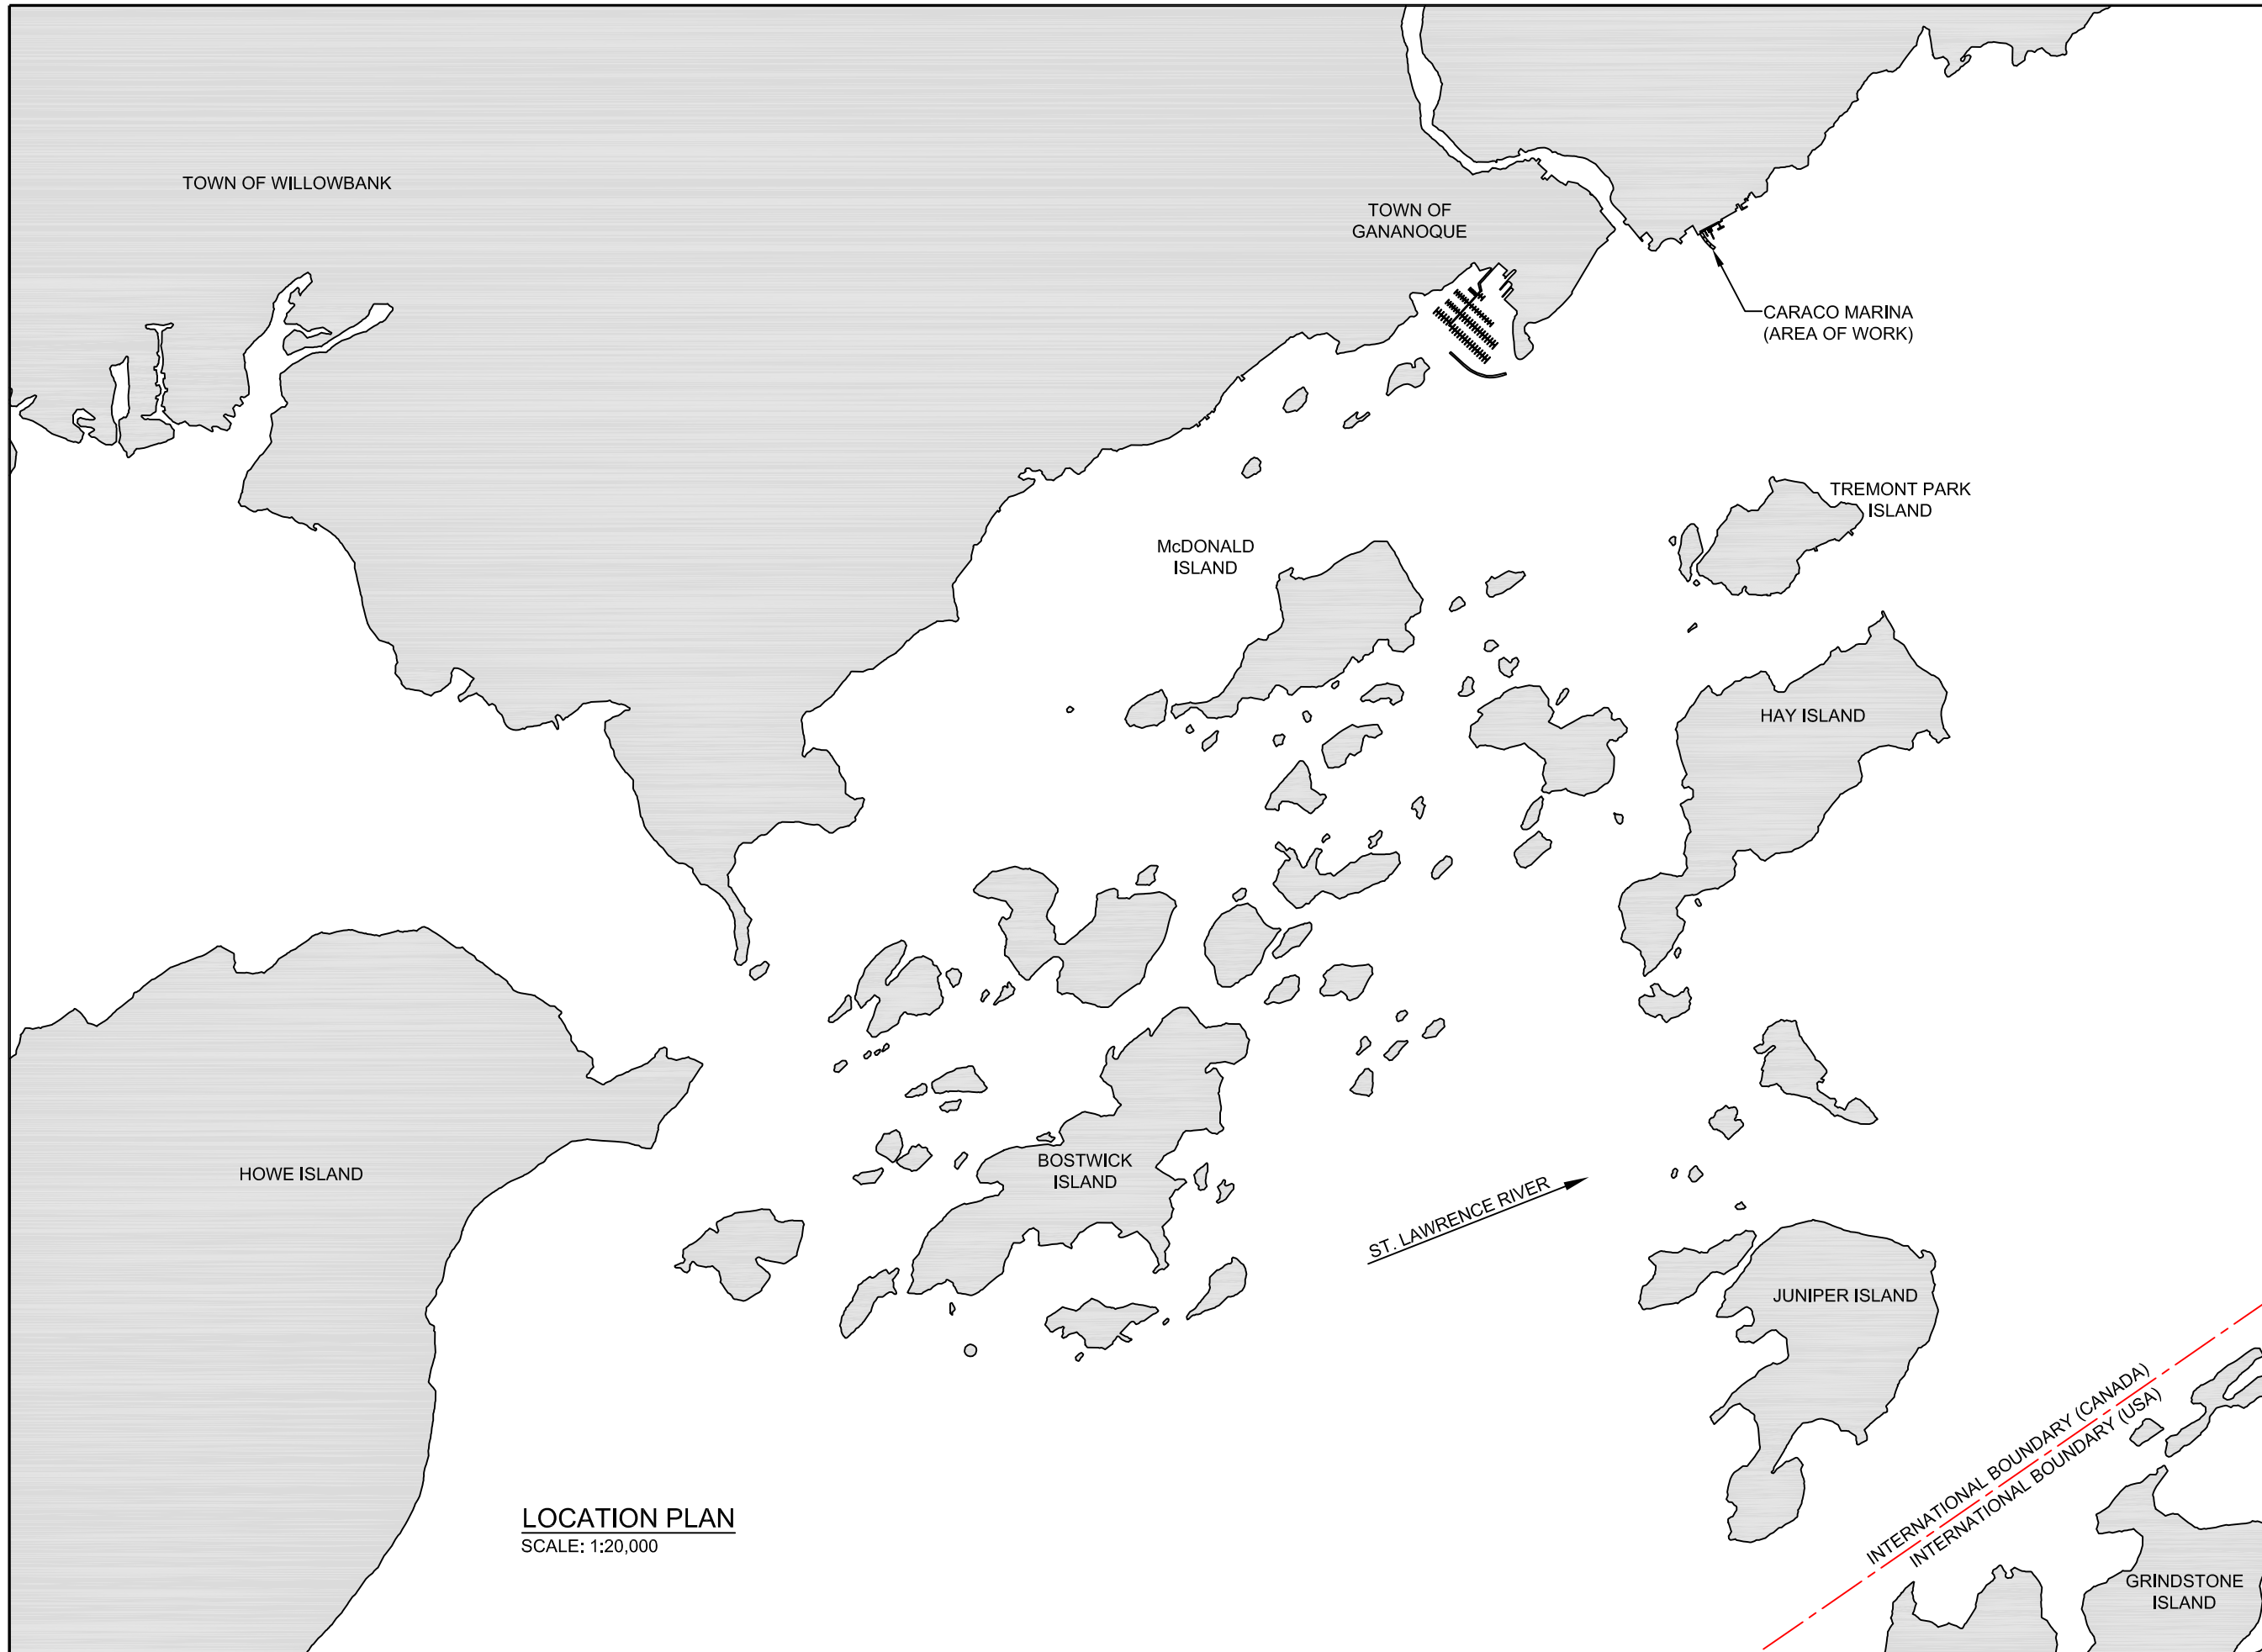 TOWN OF WILLOWBANK
TOWN OF
GANANOQUE
CARACO MARINA
(AREA OF WORK)
TREMONT PARK
ISLAND
McDONALD
ISLAND
HAY ISLAND
HOWE ISLAND
BOSTWICK
ISLAND
ST. LAWRENCE RIVER
JUNIPER ISLAND
INTERNATIONAL BOUNDARY (CANADA)
INTERNATIONAL BOUNDARY (USA)
GRINDSTONE
ISLAND
LOCATION PLAN
SCALE: 1:20,000